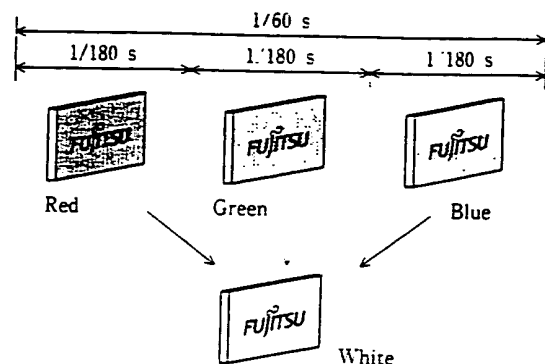 1/60 s
1/180 s 1/180 s 1/180 s
FUJITSU FUJITSU FUJITSU
Red Green Blue
FUJITSU
White